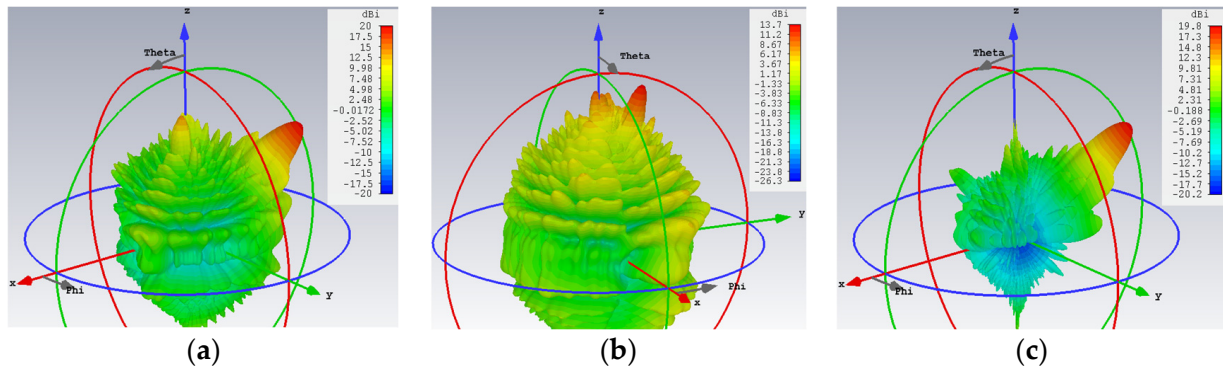 z
dBi
20
17.5
15
12.5
9.98
7.48
4.98
2.48
-0.0172
-2.52
-5.02
-7.52
-10
-12.5
-15
-17.5
-20
Theta
x
Phi
y
(a)
z
dBi
13.7
11.2
8.67
6.17
3.67
1.17
-1.33
-3.83
-6.33
-8.83
-11.3
-13.8
-16.3
-18.8
-21.3
-23.8
-26.3
Theta
y
Phi
x
(b)
z
dBi
19.8
17.3
14.8
12.3
9.81
7.31
4.81
2.31
-0.188
-2.69
-5.19
-7.69
-10.2
-12.7
-15.2
-17.7
-20.2
Theta
x
Phi
y
(c)